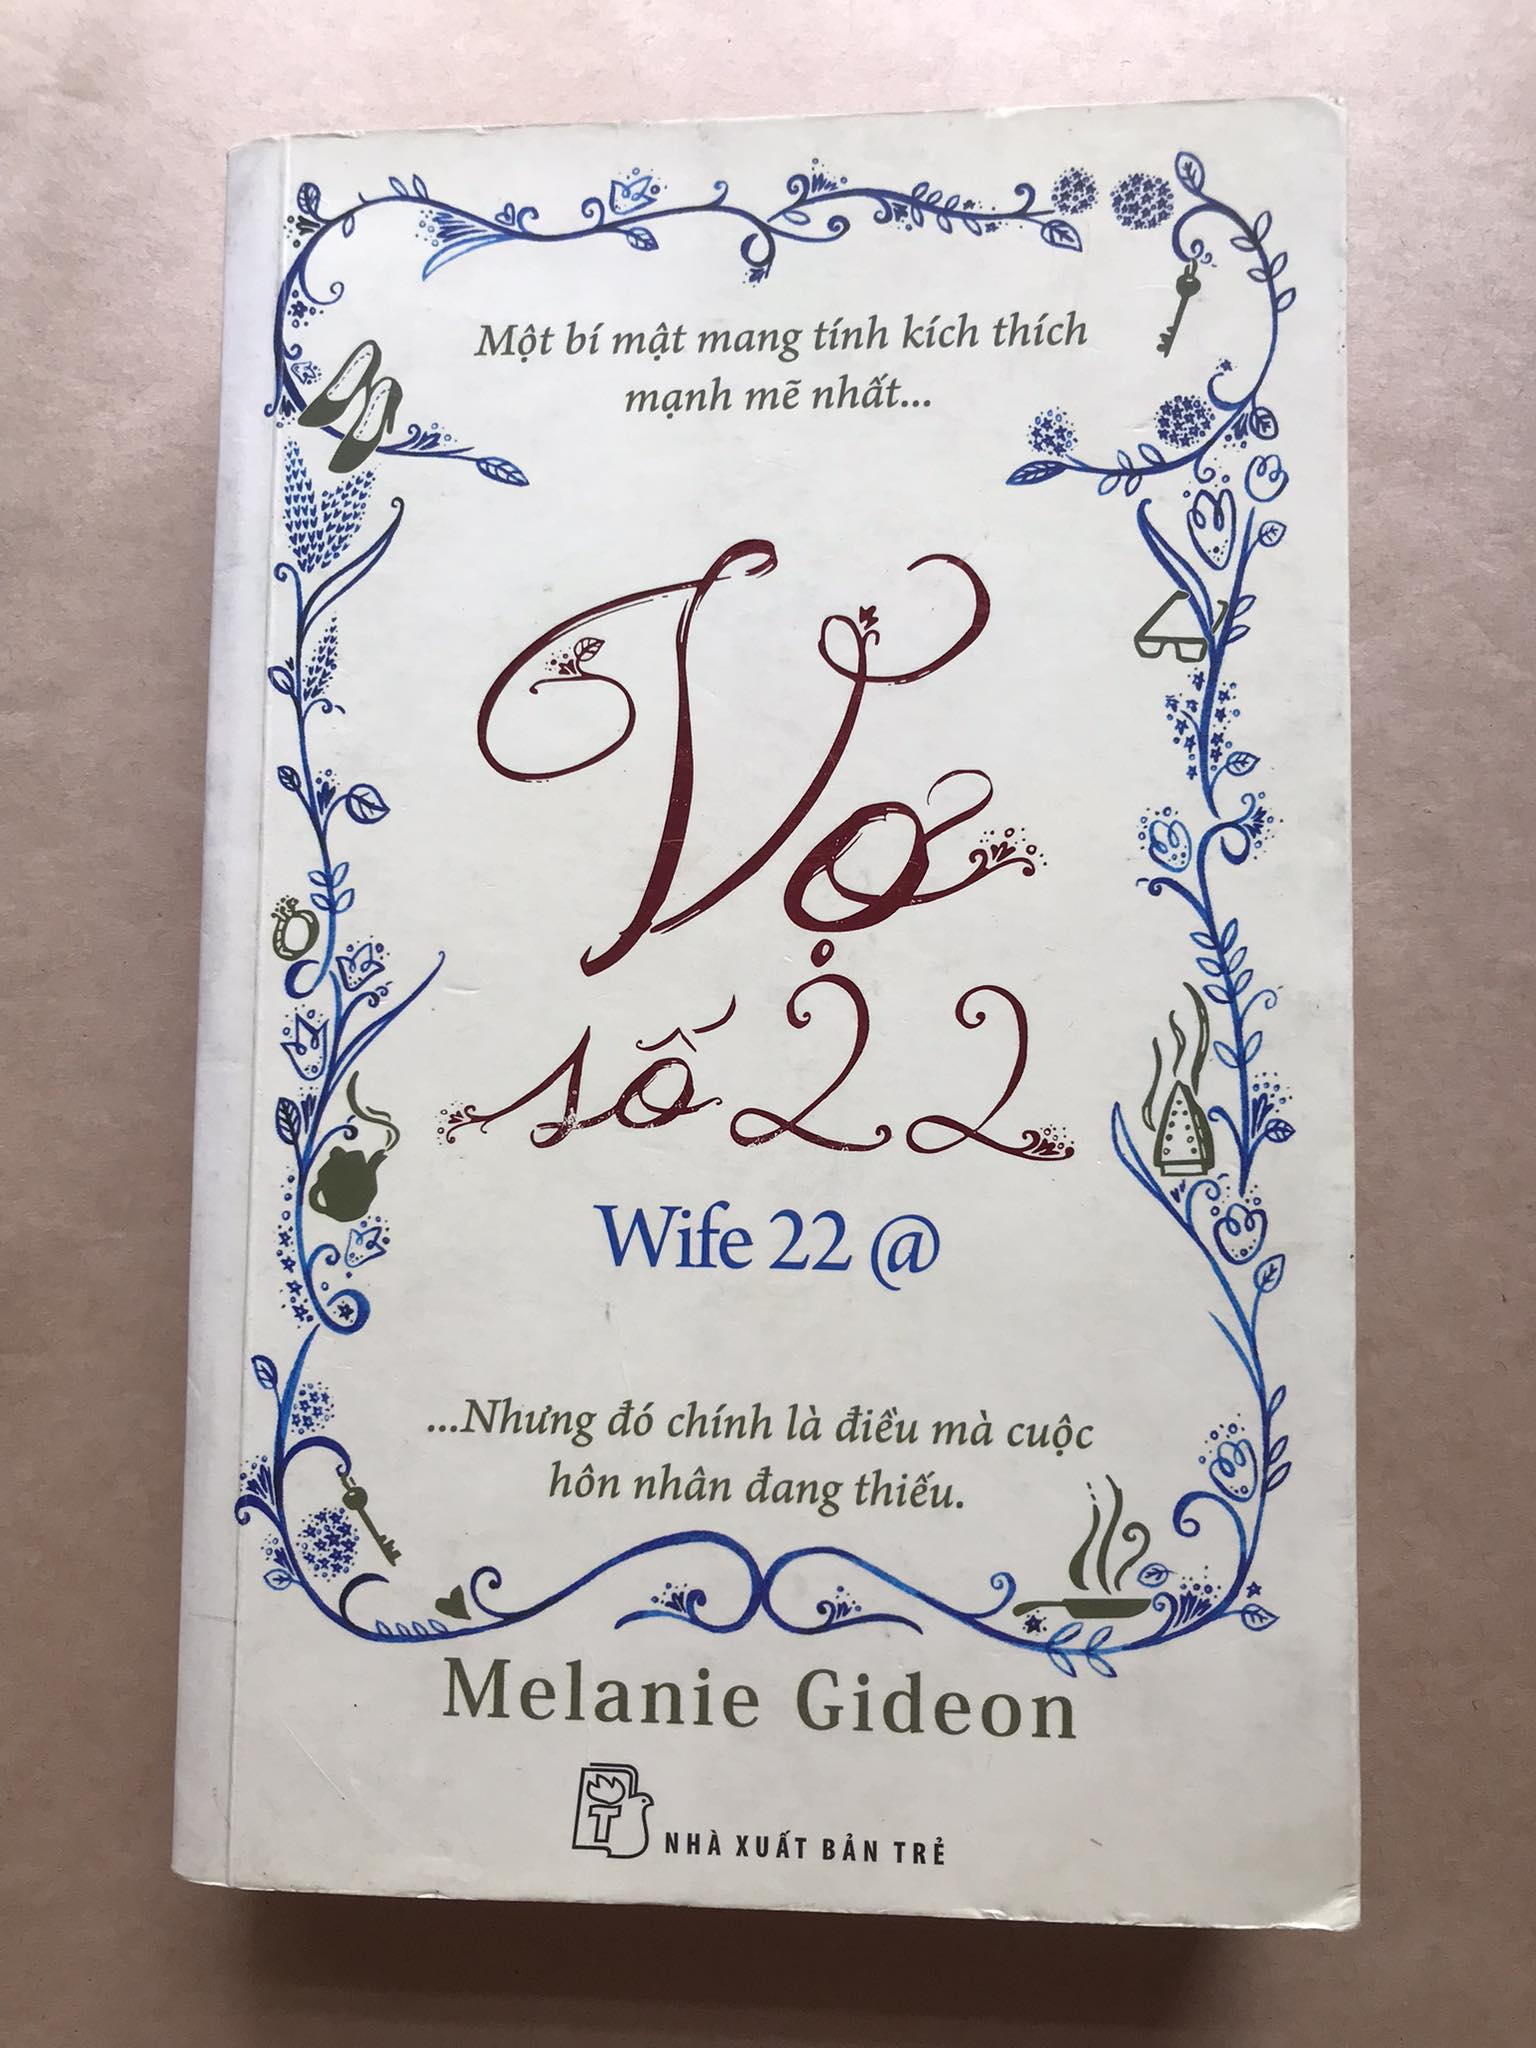 Một bí mật mang tính kích thích
mạnh mẽ nhất...
Vợ
số 22
Wife 22 @
...Nhưng đó chính là điều mà cuộc
hôn nhân đang thiếu.
Melanie Gideon
T
NHÀ XUẤT BẢN TRẺ